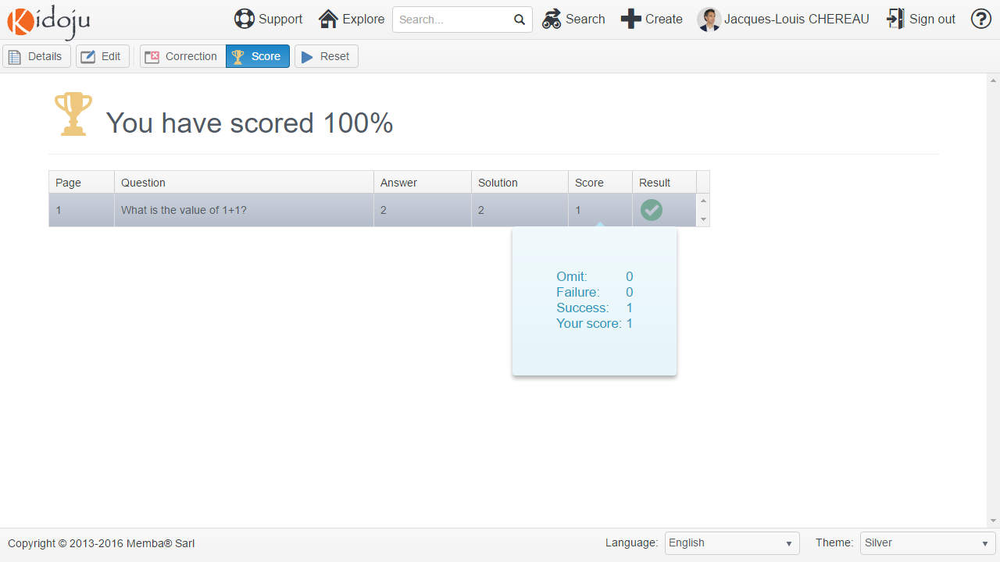 Kidoju Support Explore Search... Search Create Jacques-Louis CHEREAU Sign out ?
Details Edit Correction Score Reset
You have scored 100%
Page Question Answer Solution Score Result
1 What is the value of 1+1? 2 2 1
Omit: 0
Failure: 0
Success: 1
Your score: 1
Copyright © 2013-2016 Memba® Sarl Language: English Theme: Silver